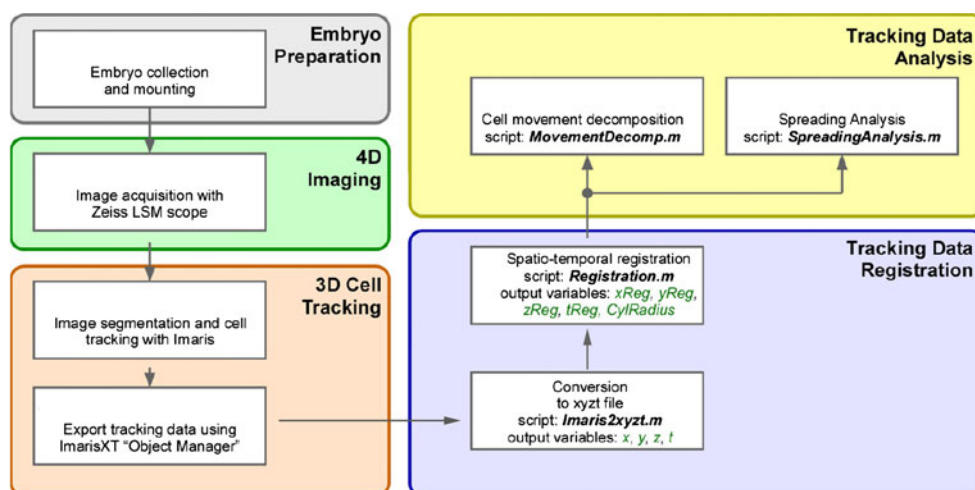 Embryo
Preparation
Embryo collection
and mounting
4D
Imaging
Image acquisition with
Zeiss LSM scope
3D Cell
Tracking
Image segmentation and cell
tracking with Imaris
Export tracking data using
ImarisXT “Object Manager”
Tracking Data
Analysis
Cell movement decomposition
script: MovementDecomp.m
Spreading Analysis
script: SpreadingAnalysis.m
Tracking Data
Registration
Spatio-temporal registration
script: Registration.m
output variables: xReg, yReg,
zReg, tReg, CylRadius
Conversion
to xyzt file
script: Imaris2xyzt.m
output variables: x, y, z, t